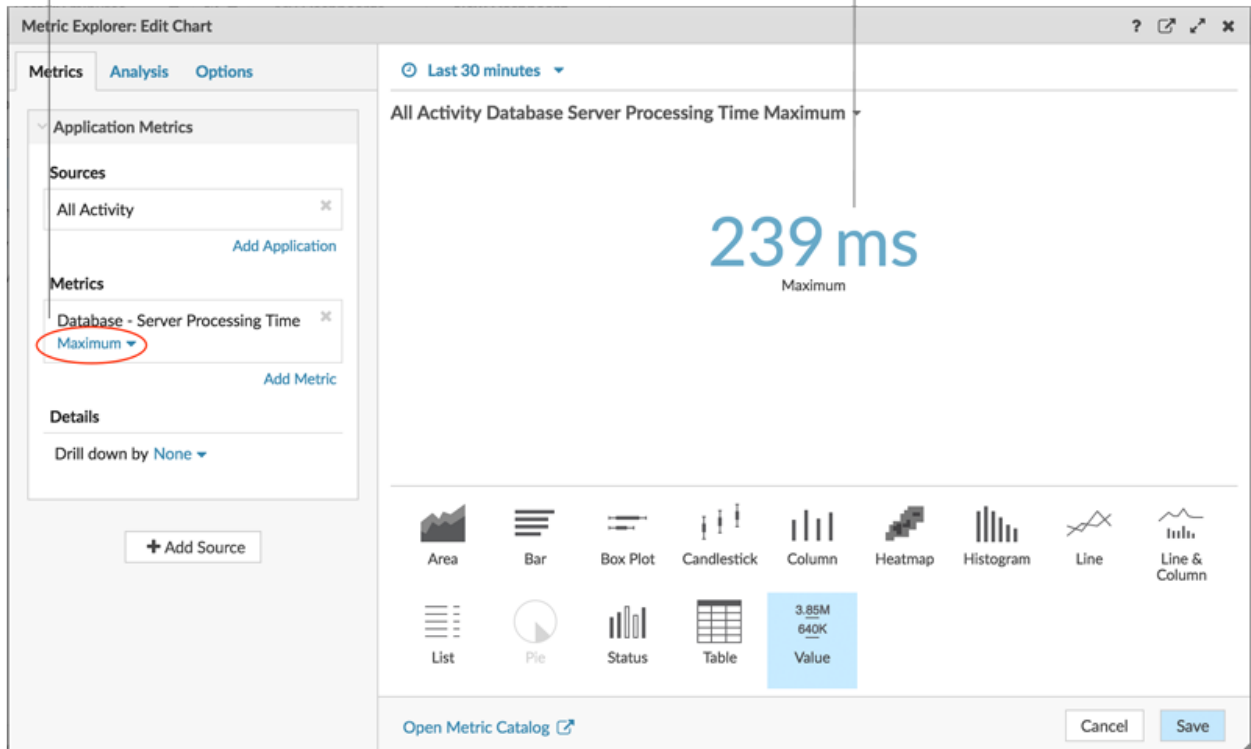 Metric Explorer: Edit Chart
?
Metrics Analysis Options
Last 30 minutes
Application Metrics
Sources
All Activity
Add Application
Metrics
Database - Server Processing Time
Maximum
Add Metric
Details
Drill down by None
+ Add Source
All Activity Database Server Processing Time Maximum
239 ms
Maximum
Area Bar Box Plot Candlestick Column Heatmap Histogram Line Line &
Column
3.85M
640K
List Pie Status Table Value
Open Metric Catalog
Cancel Save